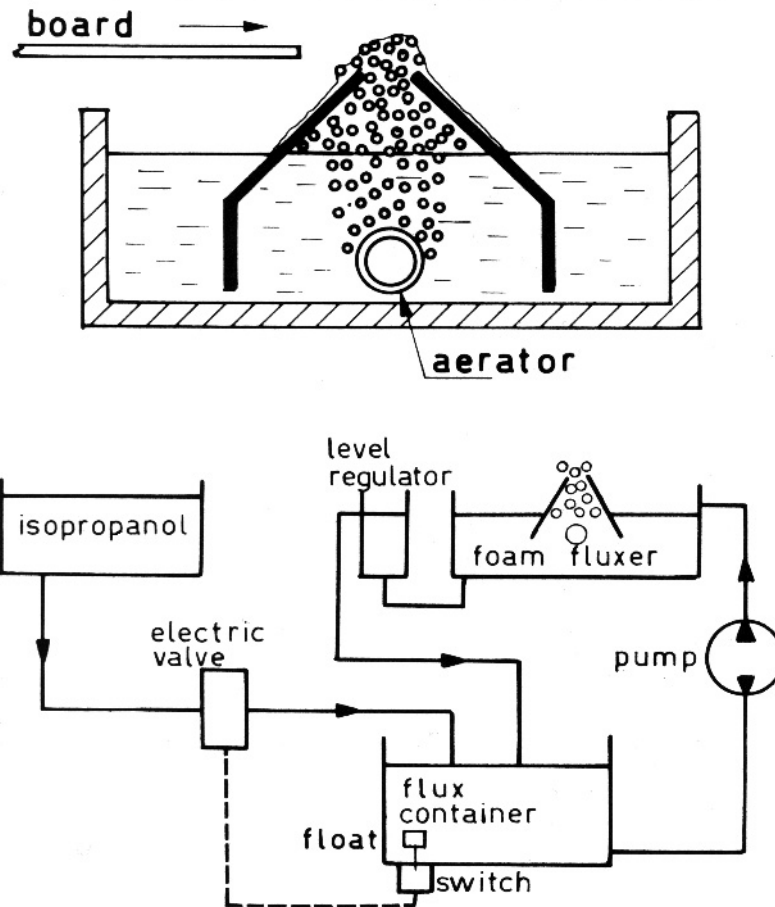 board
aerator
level
regulator
isopropanol
foam fluxer
electric
valve
pump
flux
container
float
switch